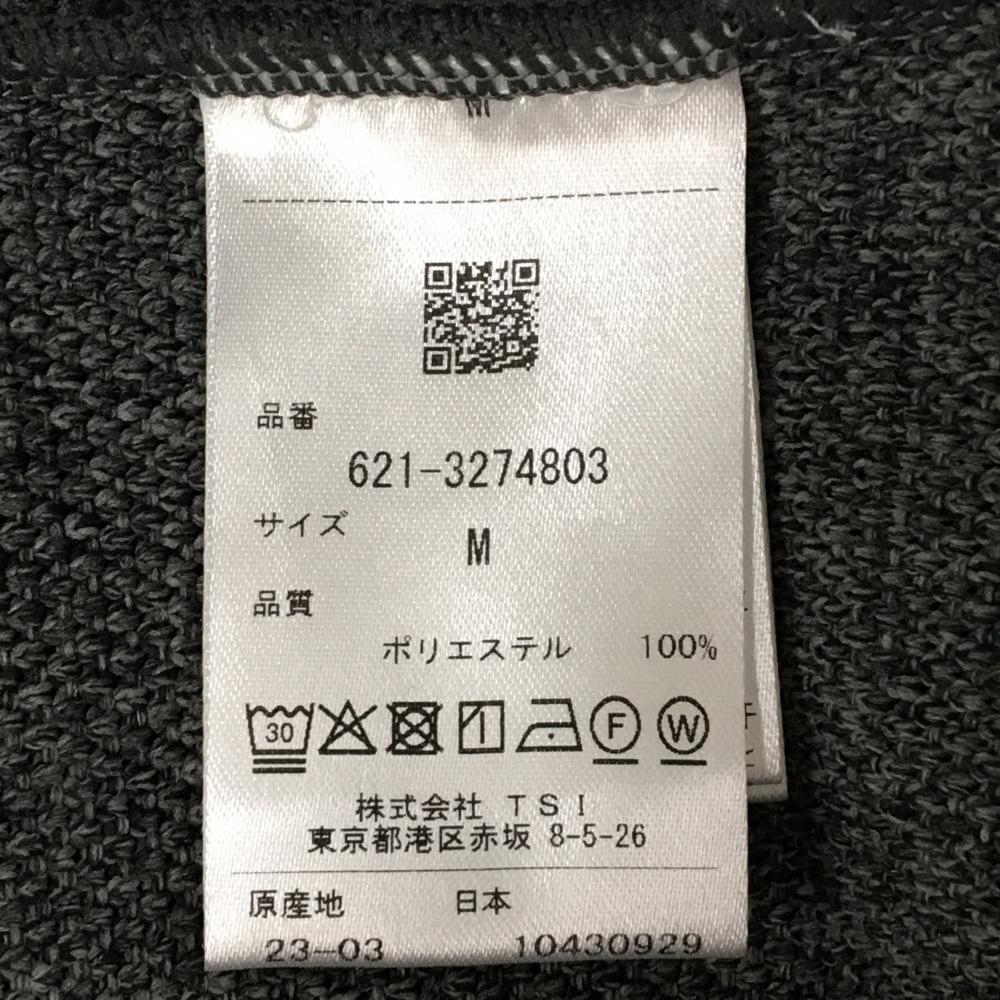 品番
621-3274803
サイズ
M
品質
ポリエステル 100%
30 F W
株式会社 TSI
東京都港区赤坂 8-5-26
原産地 日本
23-03 10430929